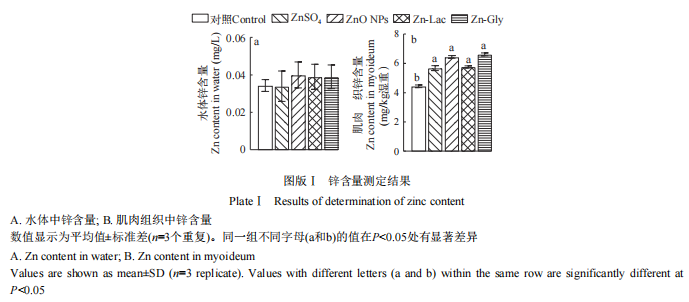 对照Control ZnSO₄ ZnO NPs Zn-Lac Zn-Gly
水体锌含量
Zn content in water (mg/L)
0.06
0.04
0.02
0
a
肌肉 织锌含量
Zn content in myoideum
(mg/kg湿重)
8
6
4
2
0
b
b
a
a
a
a
图版Ⅰ 锌含量测定结果
Plate Ⅰ Results of determination of zinc content
A. 水体中锌含量; B. 肌肉组织中锌含量
数值显示为平均值±标准差(n=3个重复)。同一组不同字母(a和b)的值在P<0.05处有显著差异
A. Zn content in water; B. Zn content in myoideum
Values are shown as mean±SD (n=3 replicate). Values with different letters (a and b) within the same row are significantly different at
P<0.05